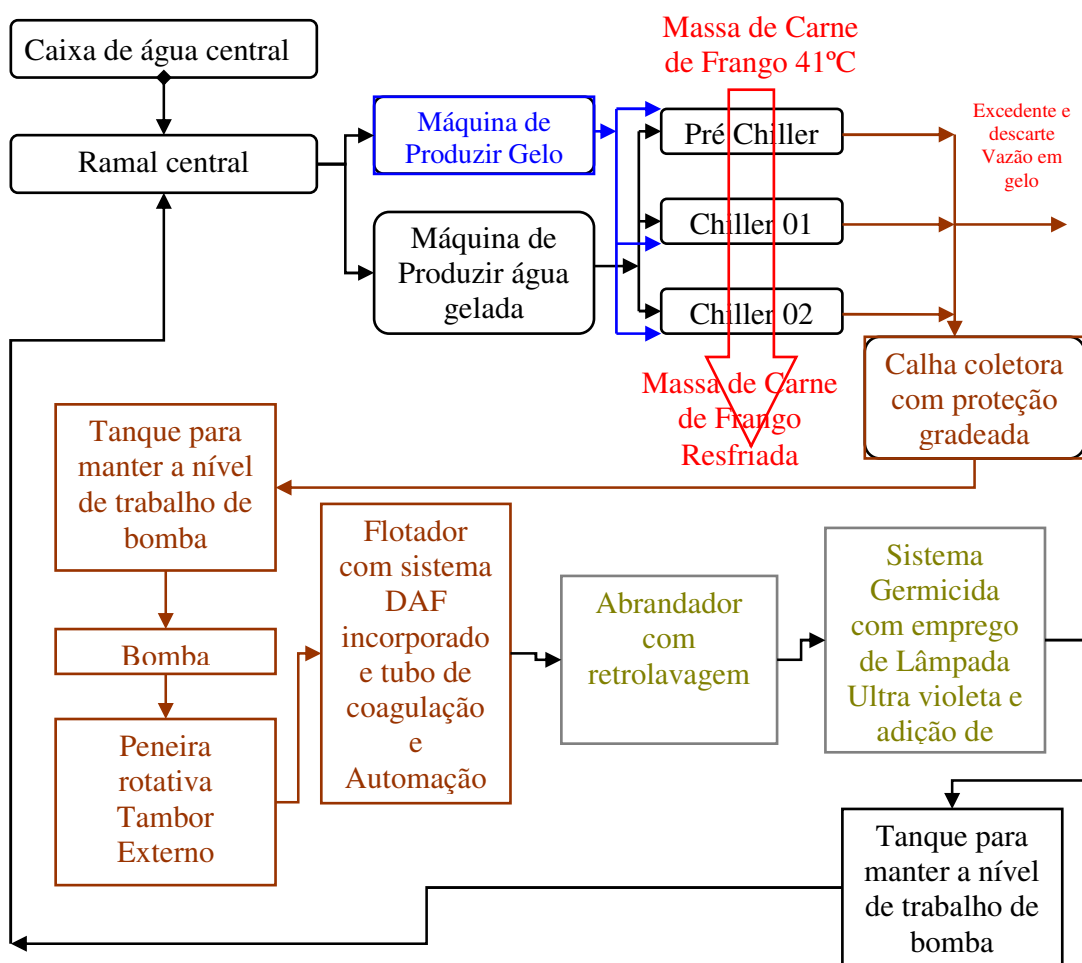 Caixa de água central
Ramal central
Máquina de
Produzir Gelo
Máquina de
Produzir água
gelada
Massa de Carne
de Frango 41ºC
Pré Chiller
Chiller 01
Chiller 02
Massa de Carne
de Frango
Resfriada
Excedente e
descarte
Vazão em
gelo
Calha coletora
com proteção
gradeada
Tanque para
manter a nível
de trabalho de
bomba
Bomba
Peneira
rotativa
Tambor
Externo
Flotador
com sistema
DAF
incorporado
e tubo de
coagulação
e
Automação
Abrandador
com
retrolavagem
Sistema
Germicida
com emprego
de Lâmpada
Ultra violeta e
adição de
Tanque para
manter a nível
de trabalho de
bomba